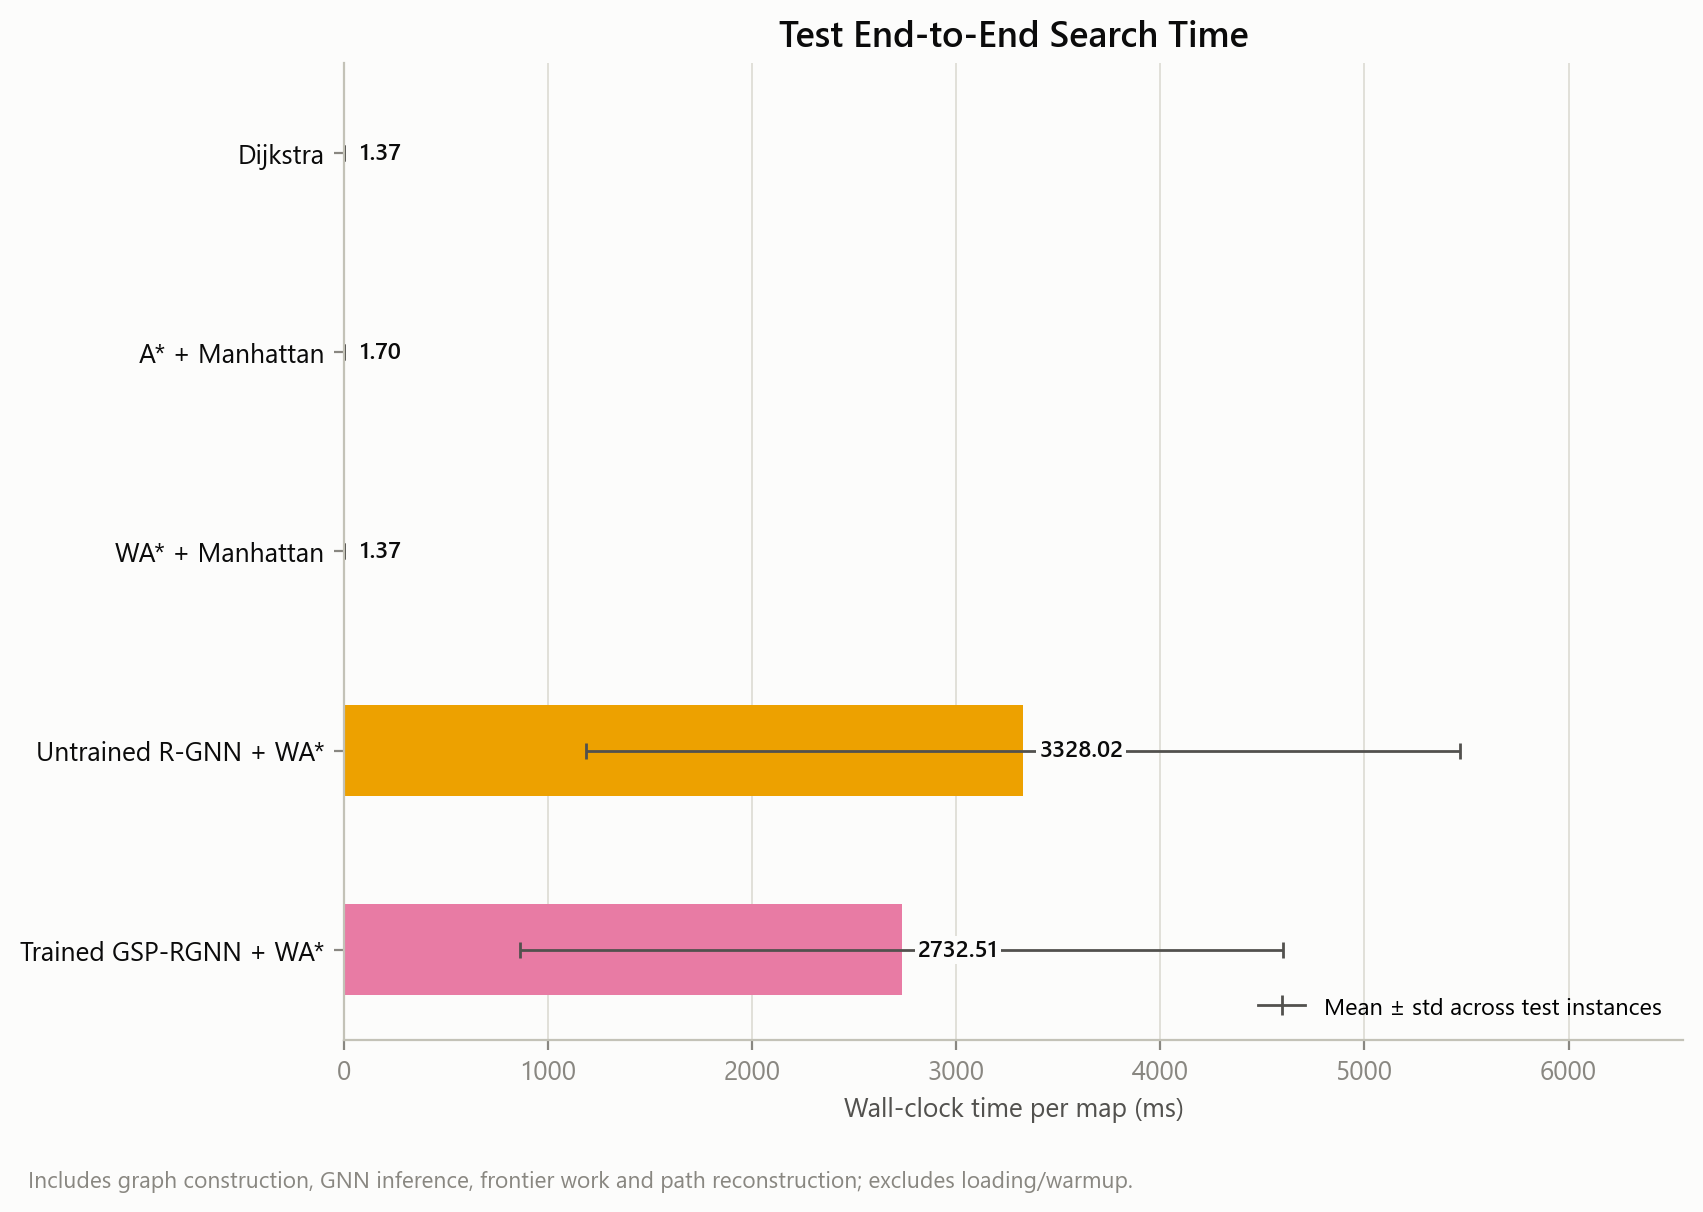 Test End-to-End Search Time
Dijkstra
1.37
A* + Manhattan
1.70
WA* + Manhattan
1.37
Untrained R-GNN + WA*
3328.02
Trained GSP-RGNN + WA*
2732.51
Mean ± std across test instances
0 1000 2000 3000 4000 5000 6000
Wall-clock time per map (ms)
Includes graph construction, GNN inference, frontier work and path reconstruction; excludes loading/warmup.